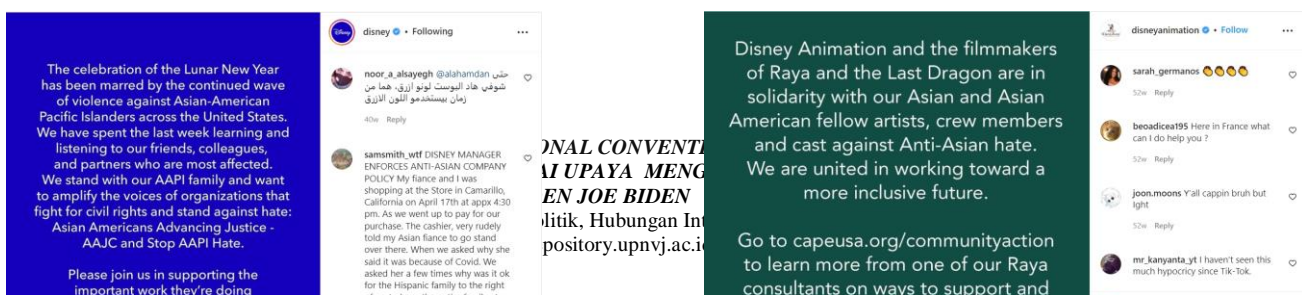 The celebration of the Lunar New Year
has been marred by the continued wave
of violence against Asian-American
Pacific Islanders across the United States.
We have spent the last week learning and
listening to our friends, colleagues,
and partners who are most affected.
We stand with our AAPI family and want
to amplify the voices of organizations that
fight for civil rights and stand against hate:
Asian Americans Advancing Justice -
AAJC and Stop AAPI Hate.
Please join us in supporting the
important work they're doing
disney • Following
noor_a_alsayegh @alahamdan حتى
شوفي هاد البوست لونو ازرق، هما من
زمان بيستخدمو اللون الازرق
40w Reply
samsmith_wtf DISNEY MANAGER
ENFORCES ANTI-ASIAN COMPANY
POLICY My fiance and I was
shopping at the Store in Camarillo,
California on April 17th at appx 4:30
pm. As we went up to pay for our
purchase. The cashier, very rudely
told my Asian fiance to go stand
over there. When we asked why she
said it was because of Covid. We
asked her a few times why was it ok
for the Hispanic family to the right
ONAL CONVENTI
AI UPAYA MENG
EN JOE BIDEN
olitik, Hubungan Int
pository.upnvj.ac.id
Disney Animation and the filmmakers
of Raya and the Last Dragon are in
solidarity with our Asian and Asian
American fellow artists, crew members
and cast against Anti-Asian hate.
We are united in working toward a
more inclusive future.
Go to capeusa.org/communityaction
to learn more from one of our Raya
consultants on ways to support and
disneyanimation • Follow
sarah_germanos 👏👏👏👏
52w Reply
beoadicea195 Here in France what
can I do help you ?
52w Reply
joon.moons Y'all cappin bruh but
Ight
52w Reply
mr_kanyanta_yt I haven't seen this
much hypocricy since Tik-Tok.